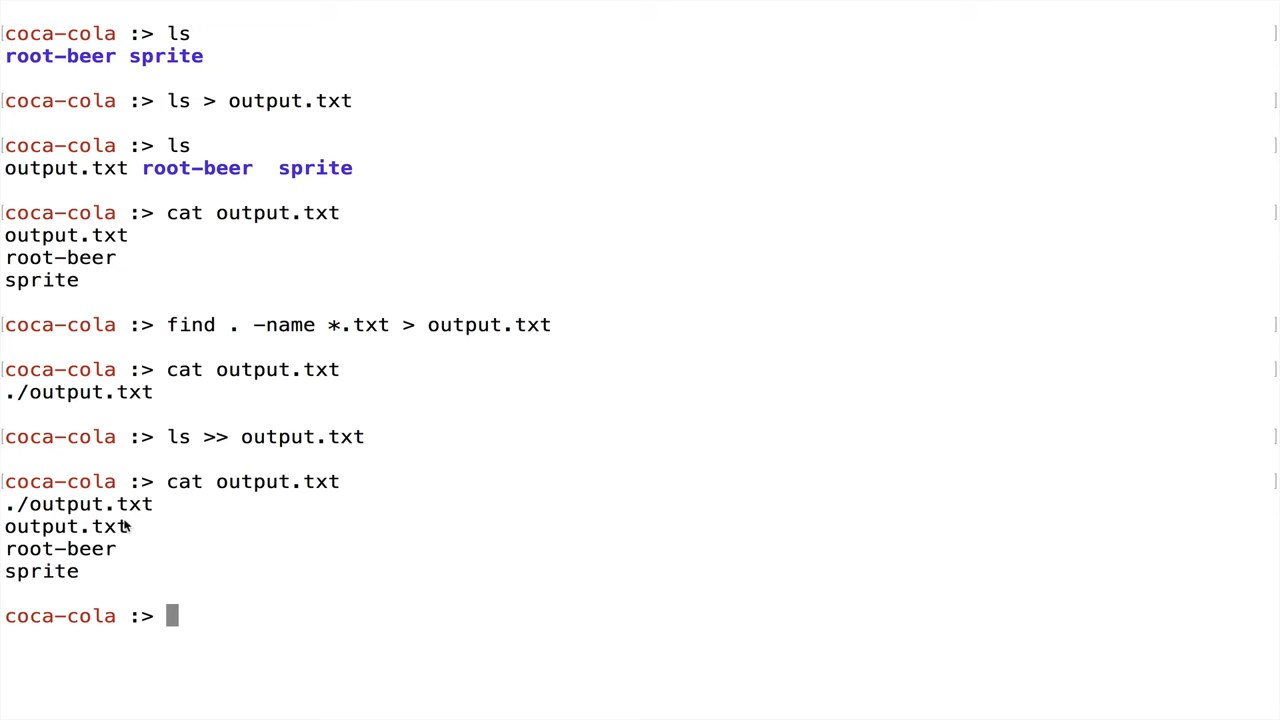 coca-cola :> ls
root-beer sprite
coca-cola :> ls > output.txt
coca-cola :> ls
output.txt root-beer  sprite
coca-cola :> cat output.txt
output.txt
root-beer
sprite
coca-cola :> find . -name *.txt > output.txt
coca-cola :> cat output.txt
./output.txt
coca-cola :> ls >> output.txt
coca-cola :> cat output.txt
./output.txt
output.txt
root-beer
sprite
coca-cola :>